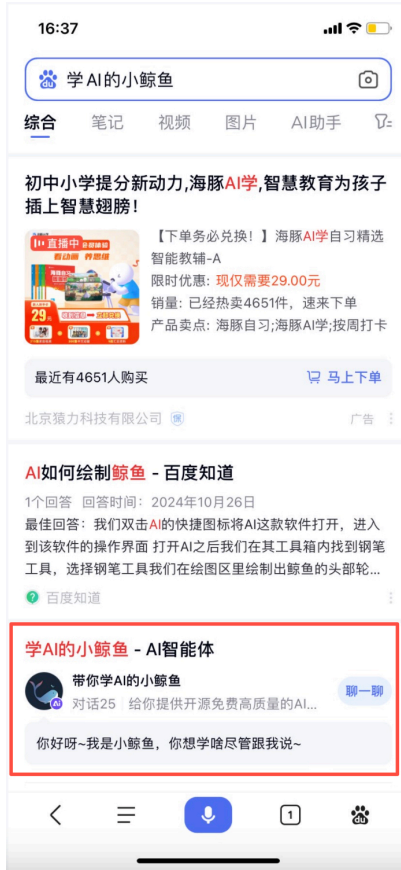 16:37
学AI的小鲸鱼
综合 笔记 视频 图片 AI助手
初中小学提分新动力,海豚AI学,智慧教育为孩子
插上智慧翅膀！
直播中
看动画 养思维
29
【下单务必兑换！】海豚AI学自习精选
智能教辅-A
限时优惠: 现仅需要29.00元
销量: 已经热卖4651件，速来下单
产品卖点: 海豚自习;海豚AI学;按周打卡
最近有4651人购买 马上下单
北京猿力科技有限公司 保 广告
AI如何绘制鲸鱼 - 百度知道
1个回答 回答时间：2024年10月26日
最佳回答：我们双击AI的快捷图标将AI这款软件打开，进入
到该软件的操作界面 打开AI之后我们在其工具箱内找到钢笔
工具，选择钢笔工具我们在绘图区里绘制出鲸鱼的头部轮...
百度知道
学AI的小鲸鱼 - AI智能体
带你学AI的小鲸鱼
对话25 给你提供开源免费高质量的AI...
聊一聊
Ai
你好呀~我是小鲸鱼，你想学啥尽管跟我说~
1
du